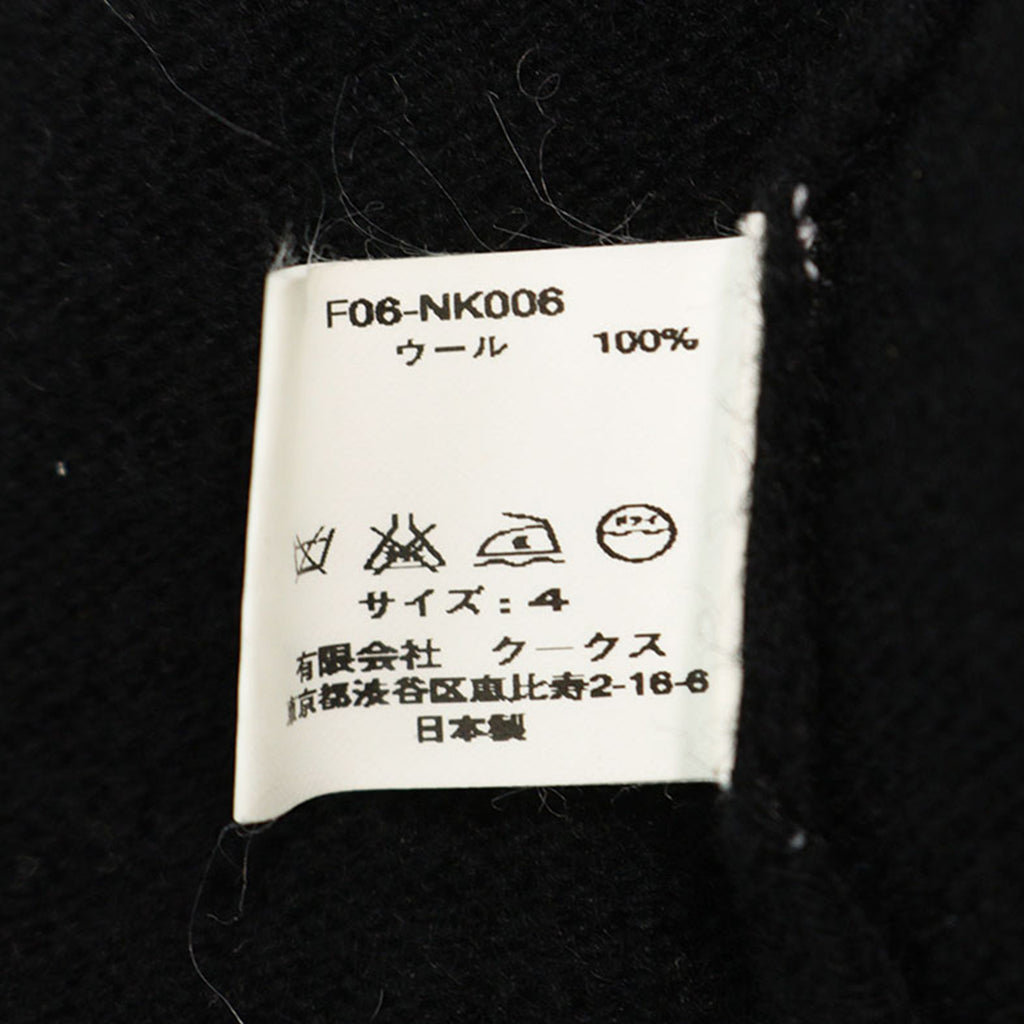 F06-NK006
ウール 100%
ドライ
サイズ: 4
有限会社 クークス
東京都渋谷区恵比寿2-16-6
日本製